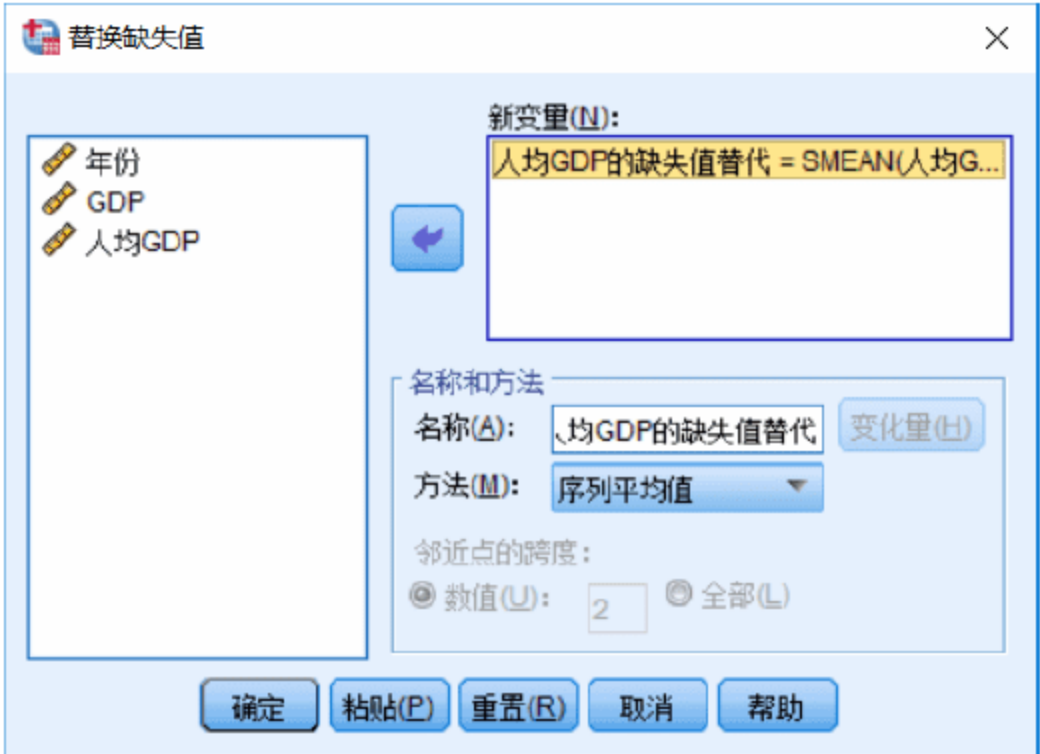 替换缺失值
新变量(N):
年份
GDP
人均GDP
人均GDP的缺失值替代 = SMEAN(人均G...
名称和方法
名称(A): 均GDP的缺失值替代 变化量(H)
方法(M): 序列平均值
邻近点的跨度:
数值(U): 2 全部(L)
确定 粘贴(P) 重置(R) 取消 帮助